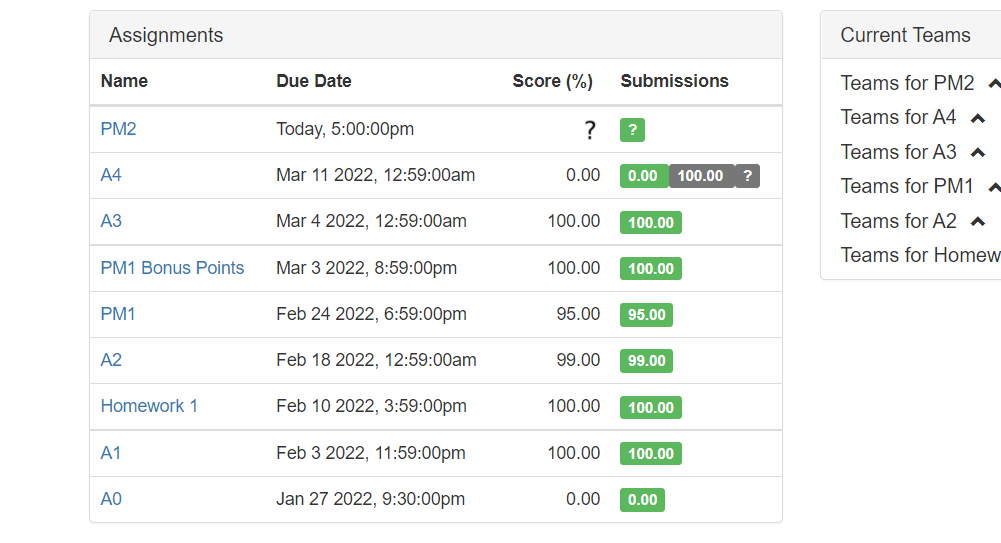 Assignments
Name Due Date Score (%) Submissions
PM2 Today, 5:00:00pm ? ?
A4 Mar 11 2022, 12:59:00am 0.00 0.00 100.00 ?
A3 Mar 4 2022, 12:59:00am 100.00 100.00
PM1 Bonus Points Mar 3 2022, 8:59:00pm 100.00 100.00
PM1 Feb 24 2022, 6:59:00pm 95.00 95.00
A2 Feb 18 2022, 12:59:00am 99.00 99.00
Homework 1 Feb 10 2022, 3:59:00pm 100.00 100.00
A1 Feb 3 2022, 11:59:00pm 100.00 100.00
A0 Jan 27 2022, 9:30:00pm 0.00 0.00
Current Teams
Teams for PM2
Teams for A4
Teams for A3
Teams for PM1
Teams for A2
Teams for Homew